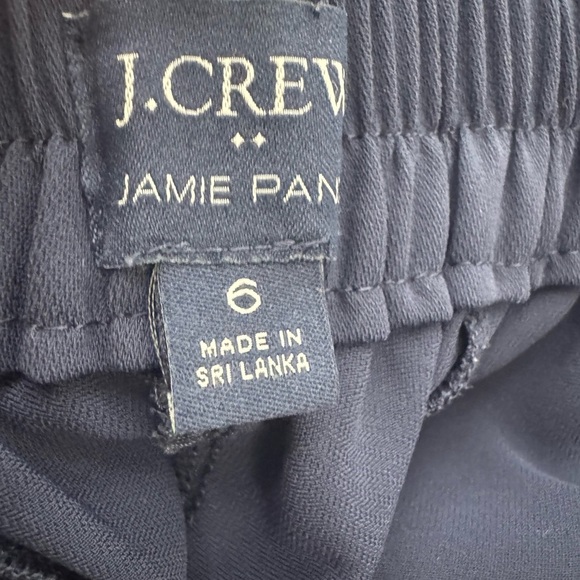 J.CREW
JAMIE PAN
6
MADE IN
SRI LANKA